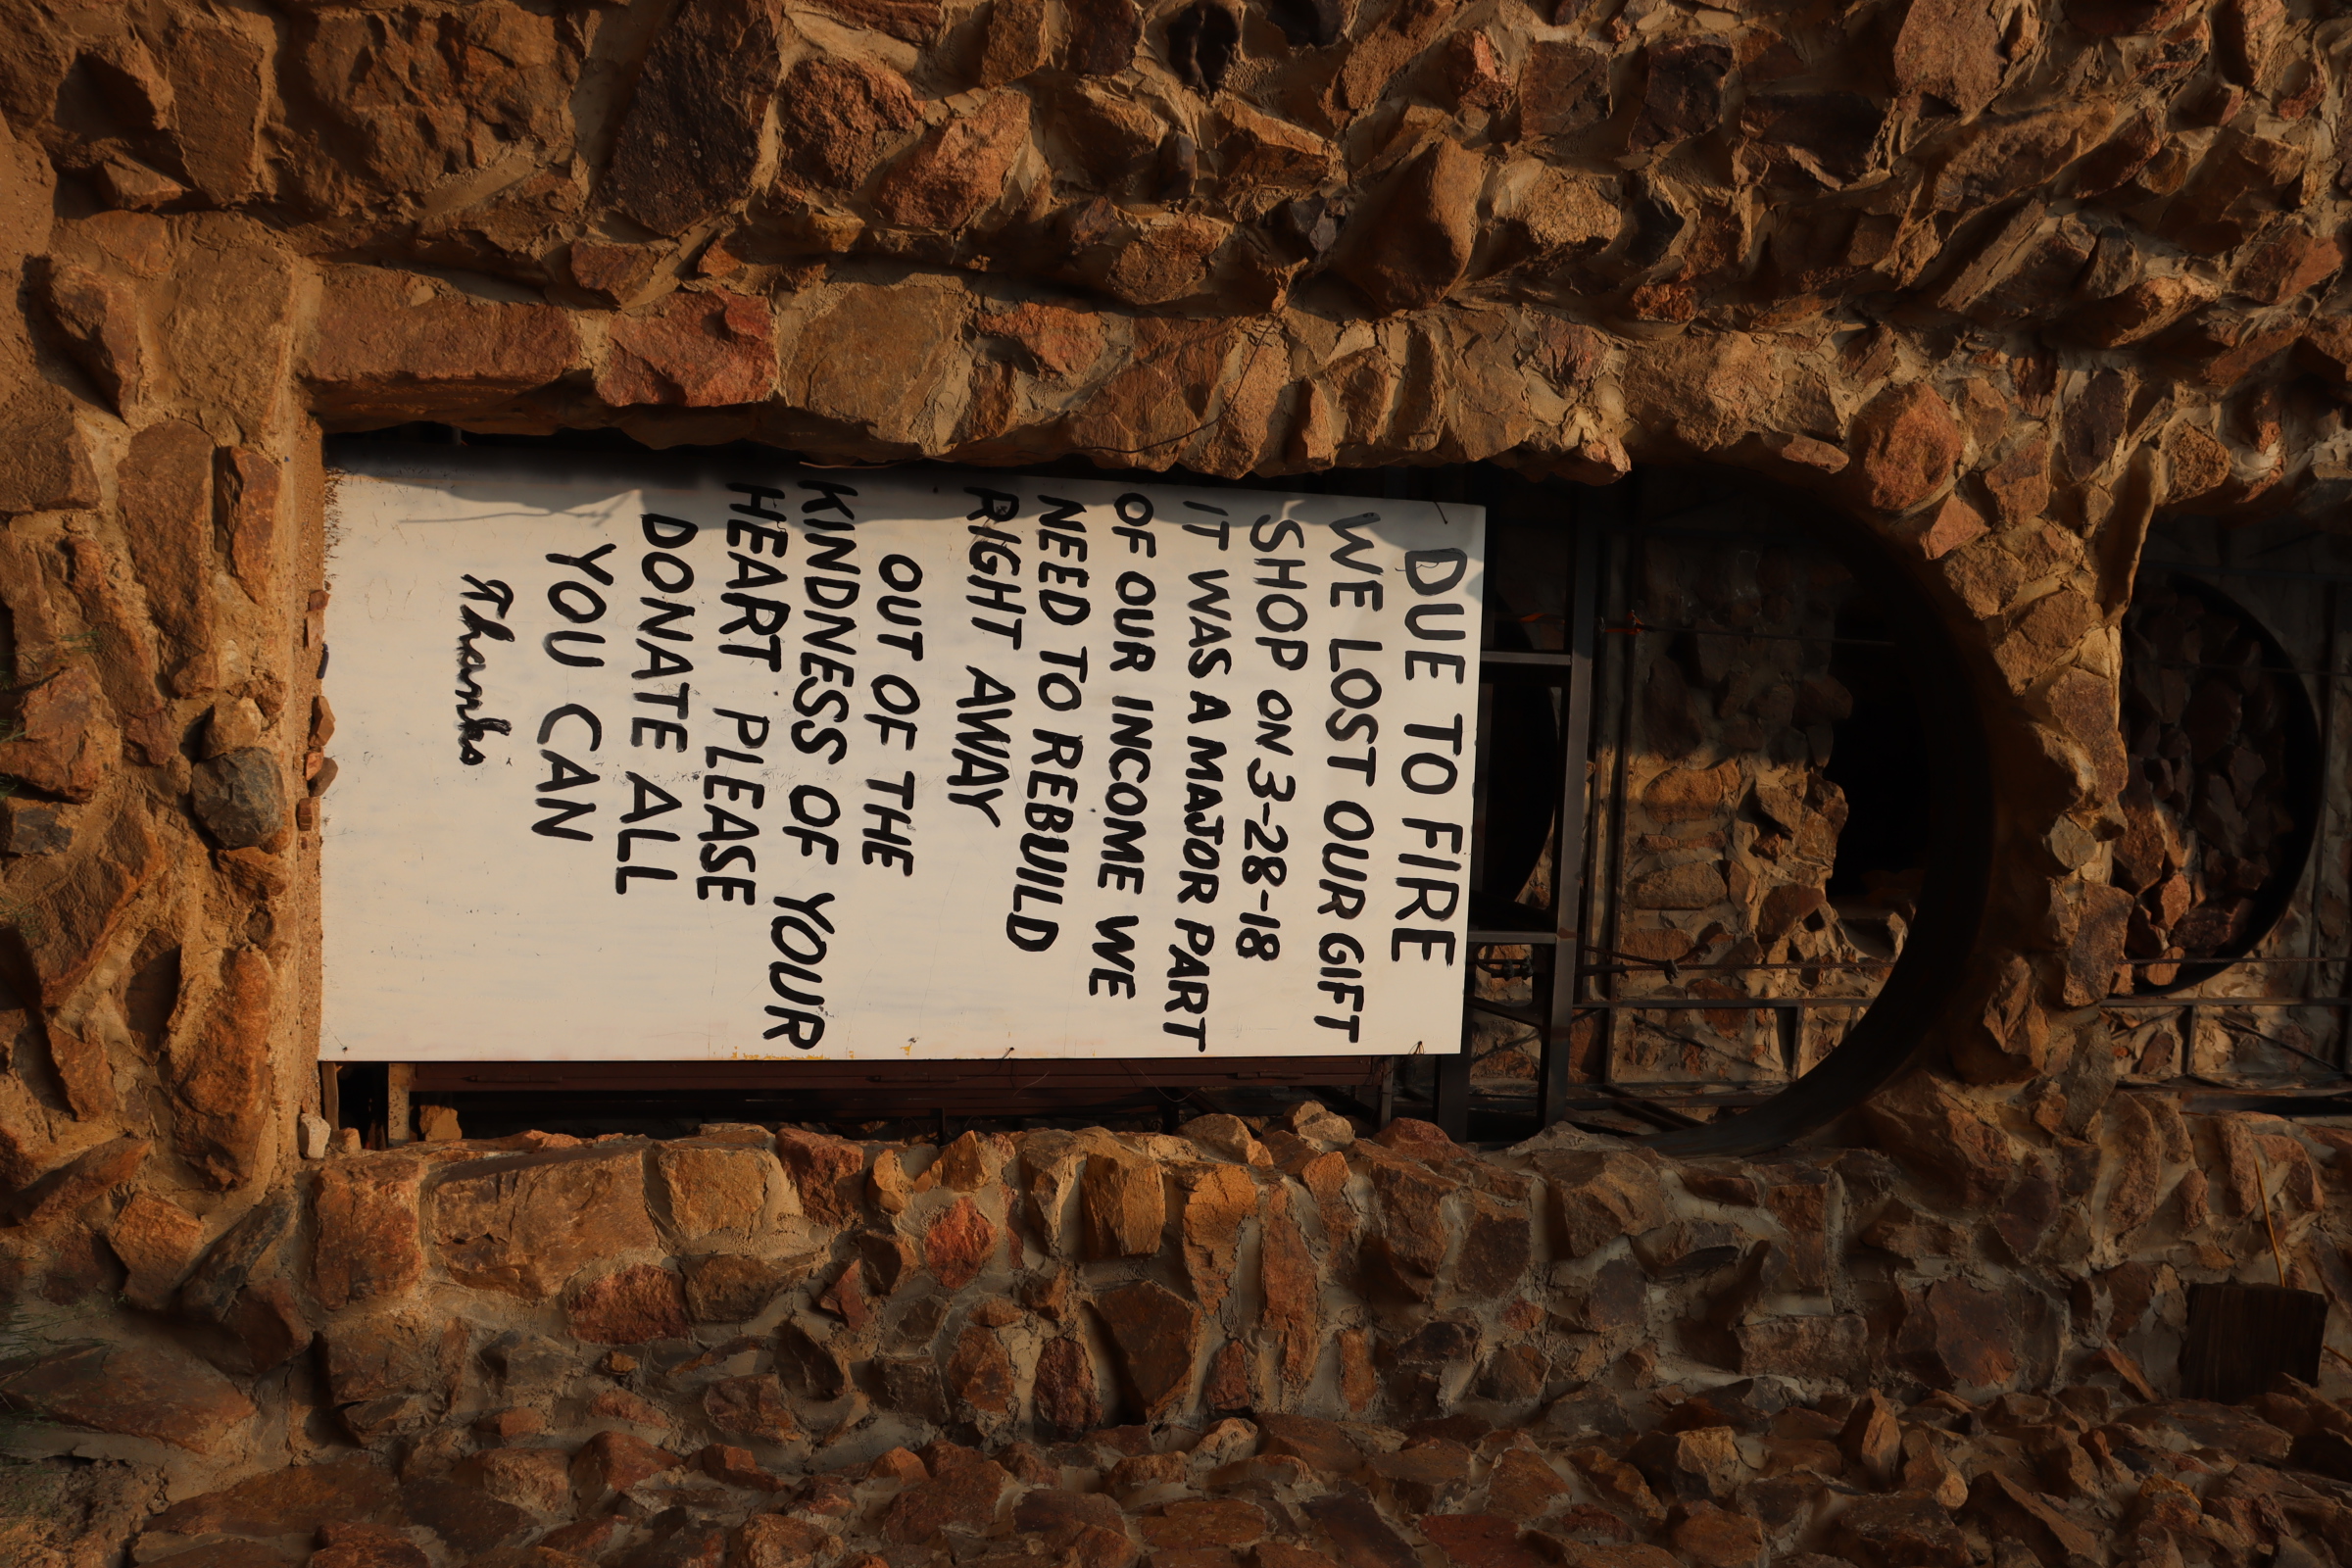 DUE TO FIRE
WE LOST OUR GIFT
SHOP ON 3-28-18
IT WAS A MAJOR PART
OF OUR INCOME WE
NEED TO REBUILD
RIGHT AWAY
OUT OF THE
KINDNESS OF YOUR
HEART PLEASE
DONATE ALL
YOU CAN
Thanks